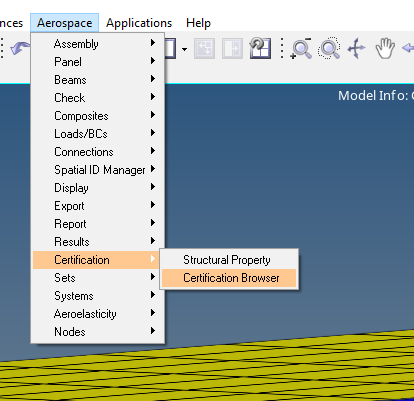 nces Aerospace Applications Help
Assembly
Panel
Beams
Check
Composites
Loads/BCs
Connections
Spatial ID Manager
Display
Export
Report
Results
Certification
Sets
Systems
Aeroelasticity
Nodes
Structural Property
Certification Browser
Model Info: